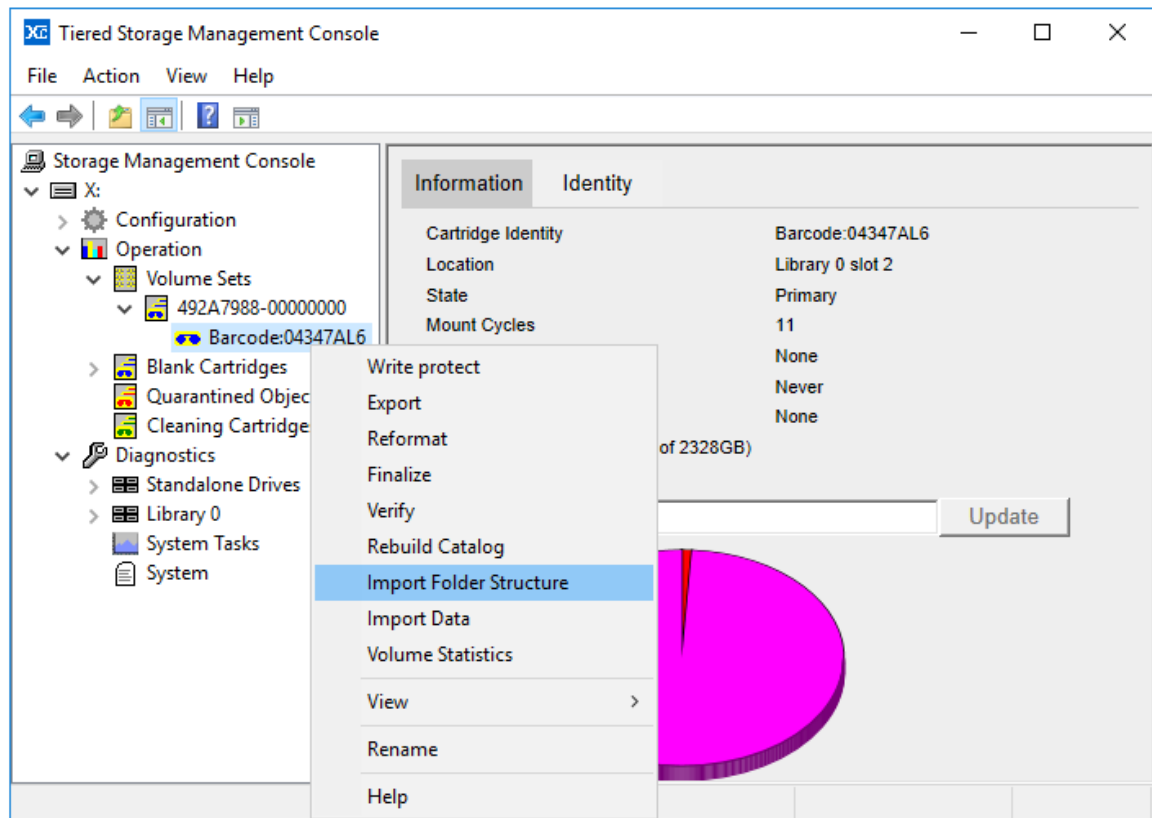 Tiered Storage Management Console
File Action View Help
Storage Management Console
X:
Configuration
Operation
Volume Sets
492A7988-00000000
Barcode:04347AL6
Blank Cartridges
Quarantined Objec
Cleaning Cartridge
Diagnostics
Standalone Drives
Library 0
System Tasks
System
Information Identity
Cartridge Identity Barcode:04347AL6
Location Library 0 slot 2
State Primary
Mount Cycles 11
None
Never
None
of 2328GB)
Update
Write protect
Export
Reformat
Finalize
Verify
Rebuild Catalog
Import Folder Structure
Import Data
Volume Statistics
View
Rename
Help